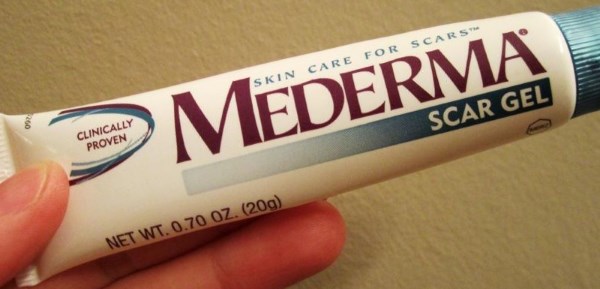 SKIN CARE FOR SCARS™
MEDERMA®
SCAR GEL
CLINICALLY
PROVEN
NET WT. 0.70 OZ. (20g)